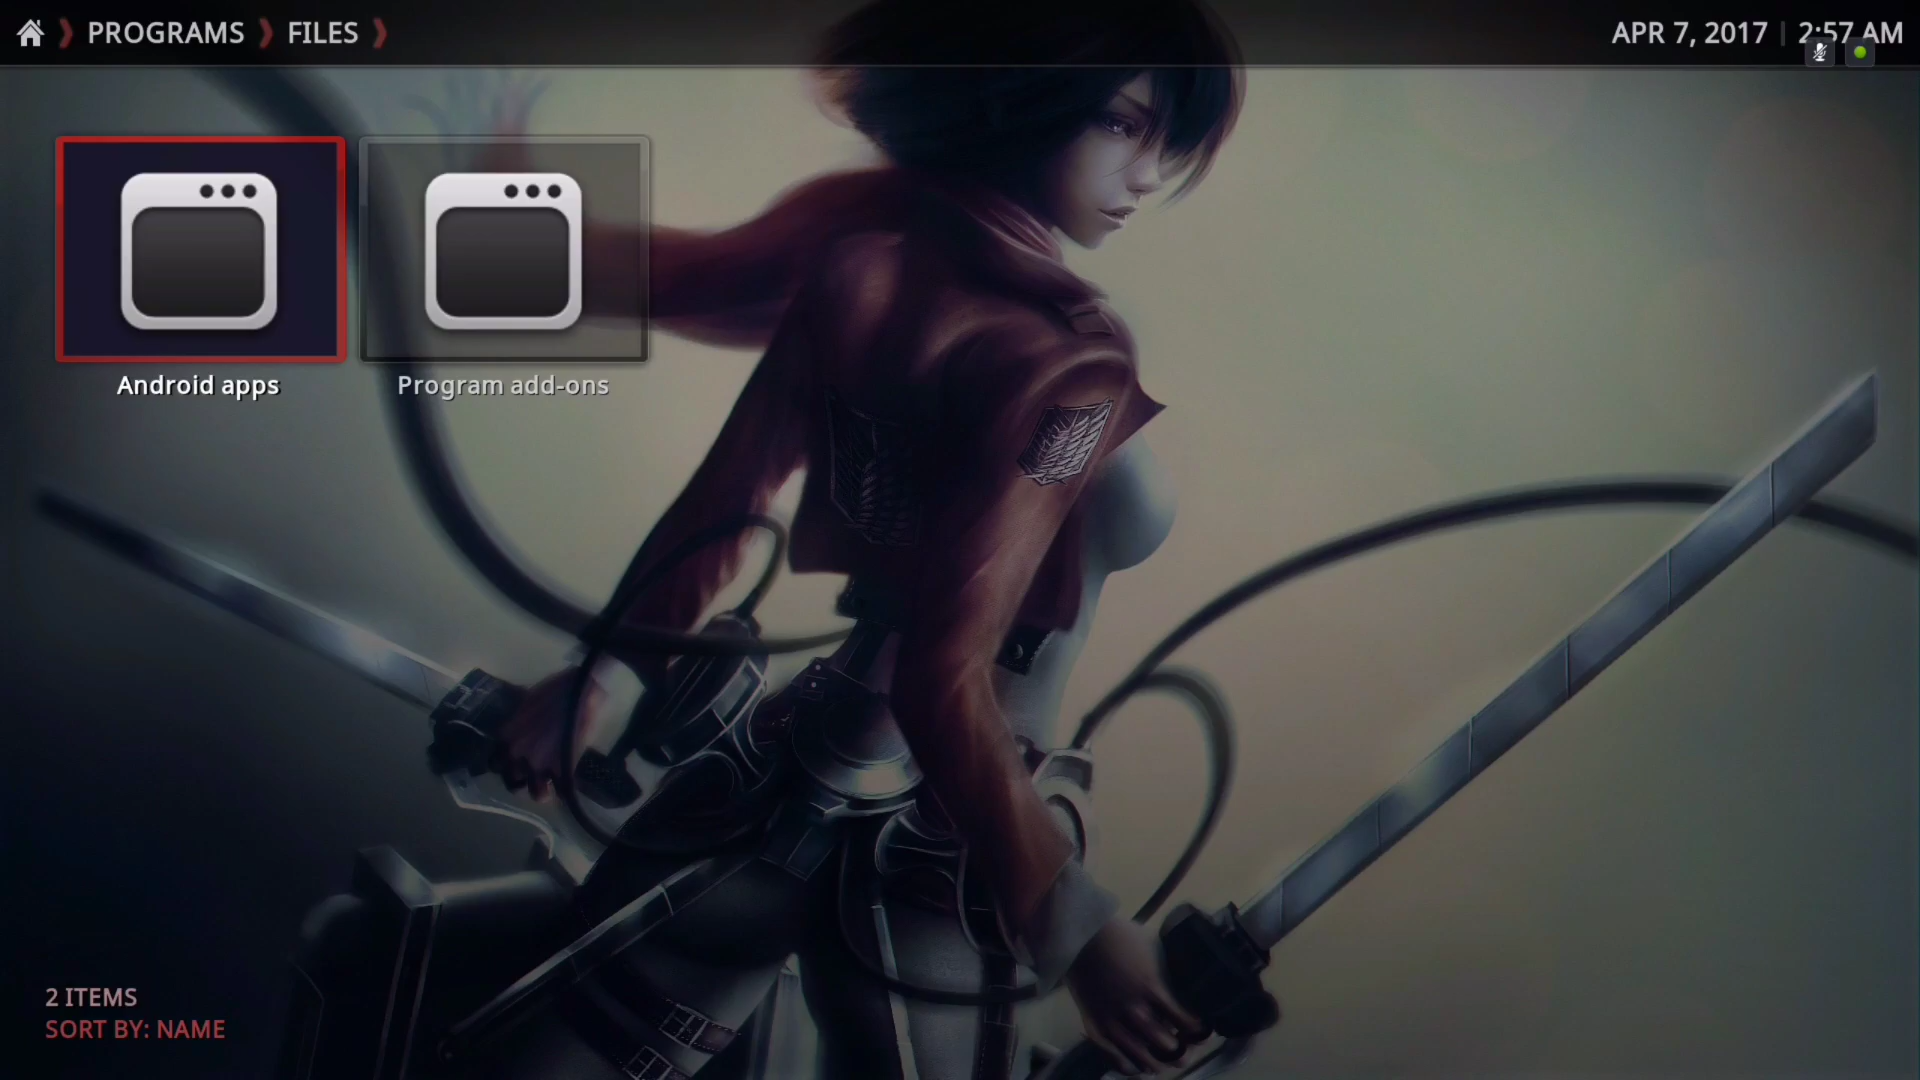 PROGRAMS FILES
APR 7, 2017 | 2:57 AM
Android apps
Program add-ons
2 ITEMS
SORT BY: NAME